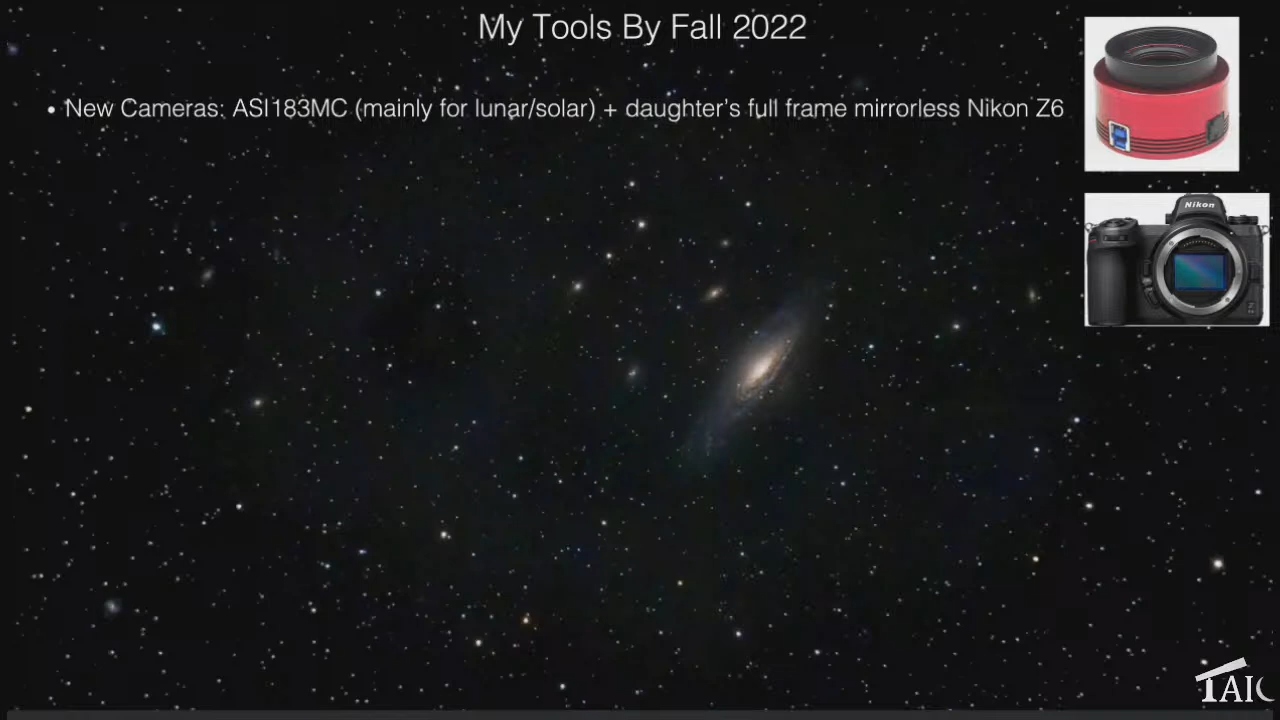 My Tools By Fall 2022
• New Cameras: ASI183MC (mainly for lunar/solar) + daughter's full frame mirrorless Nikon Z6
Nikon
TAIC